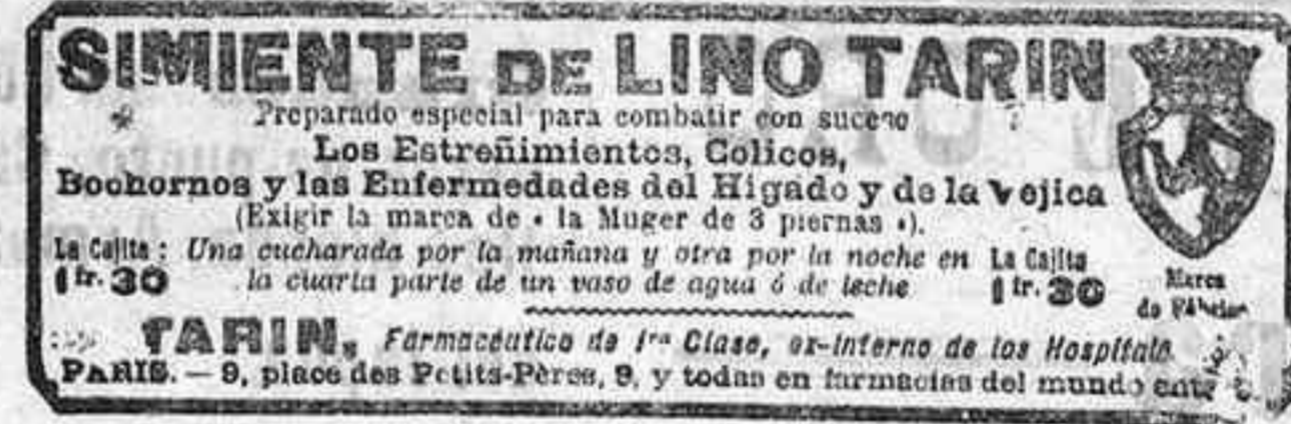 SIMIENTE DE LINO TARIN
Preparado especial para combatir con suceso
Los Estreñimientos, Colicos,
Bochornos y las Enfermedades del Higado y de la Vejica
(Exigir la marca de « la Muger de 3 piernas »).
La Cajita : Una cucharada por la mañana y otra por la noche en La Cajita
1 fr. 30 la cuarta parte de un vaso de agua ó de leche 1 fr. 30
Marca
de
TARIN, Farmacéutico de 1ra Clase, ex-interno de los
PARIS. — 9, place des Petits-Pères, 9, y todas en farmacias del mundo